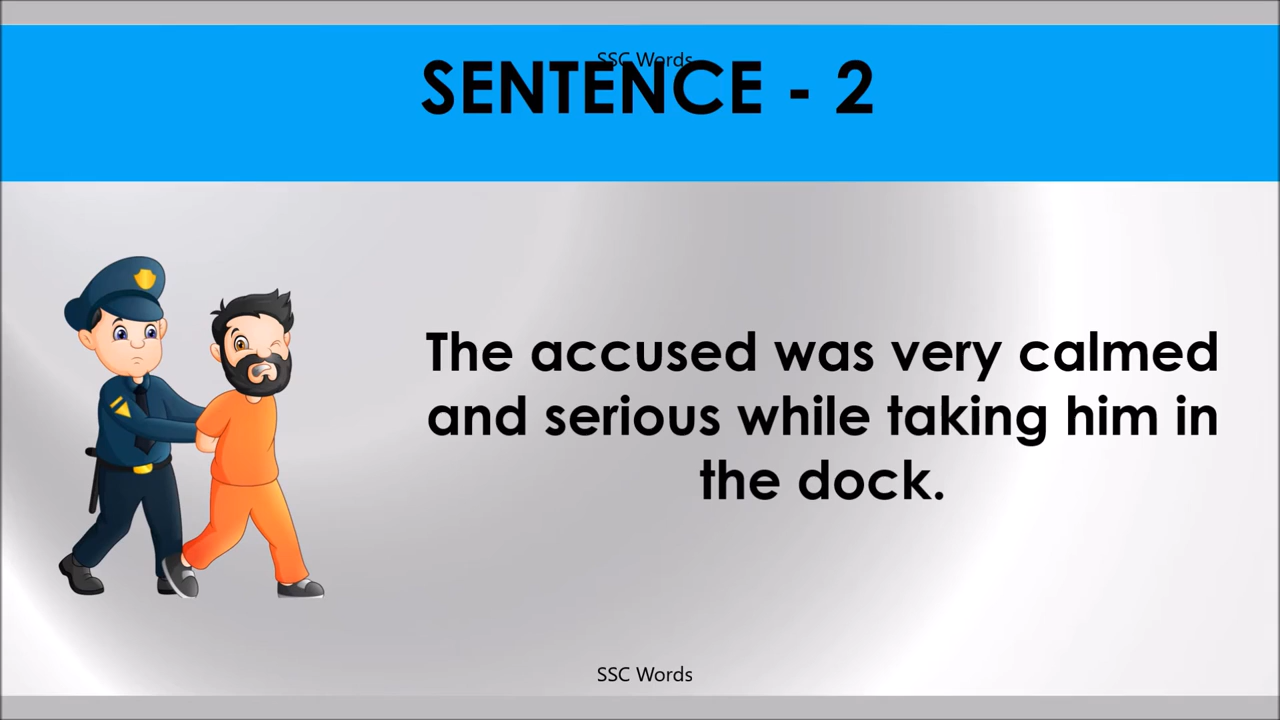 SSC Words
SENTENCE - 2
The accused was very calmed
and serious while taking him in
the dock.
SSC Words